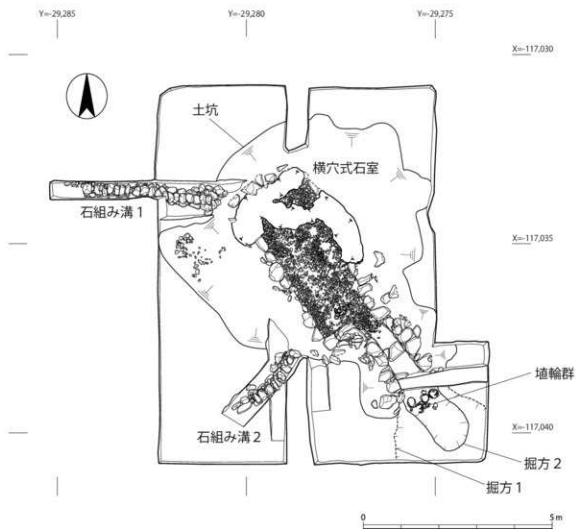 Y=-29,285
Y=-29,280
Y=-29,275
X=-117,030
土坑
横穴式石室
石組み溝1
X=-117,035
埴輪群
石組み溝2
X=-117,040
掘方2
掘方1
0
5 m